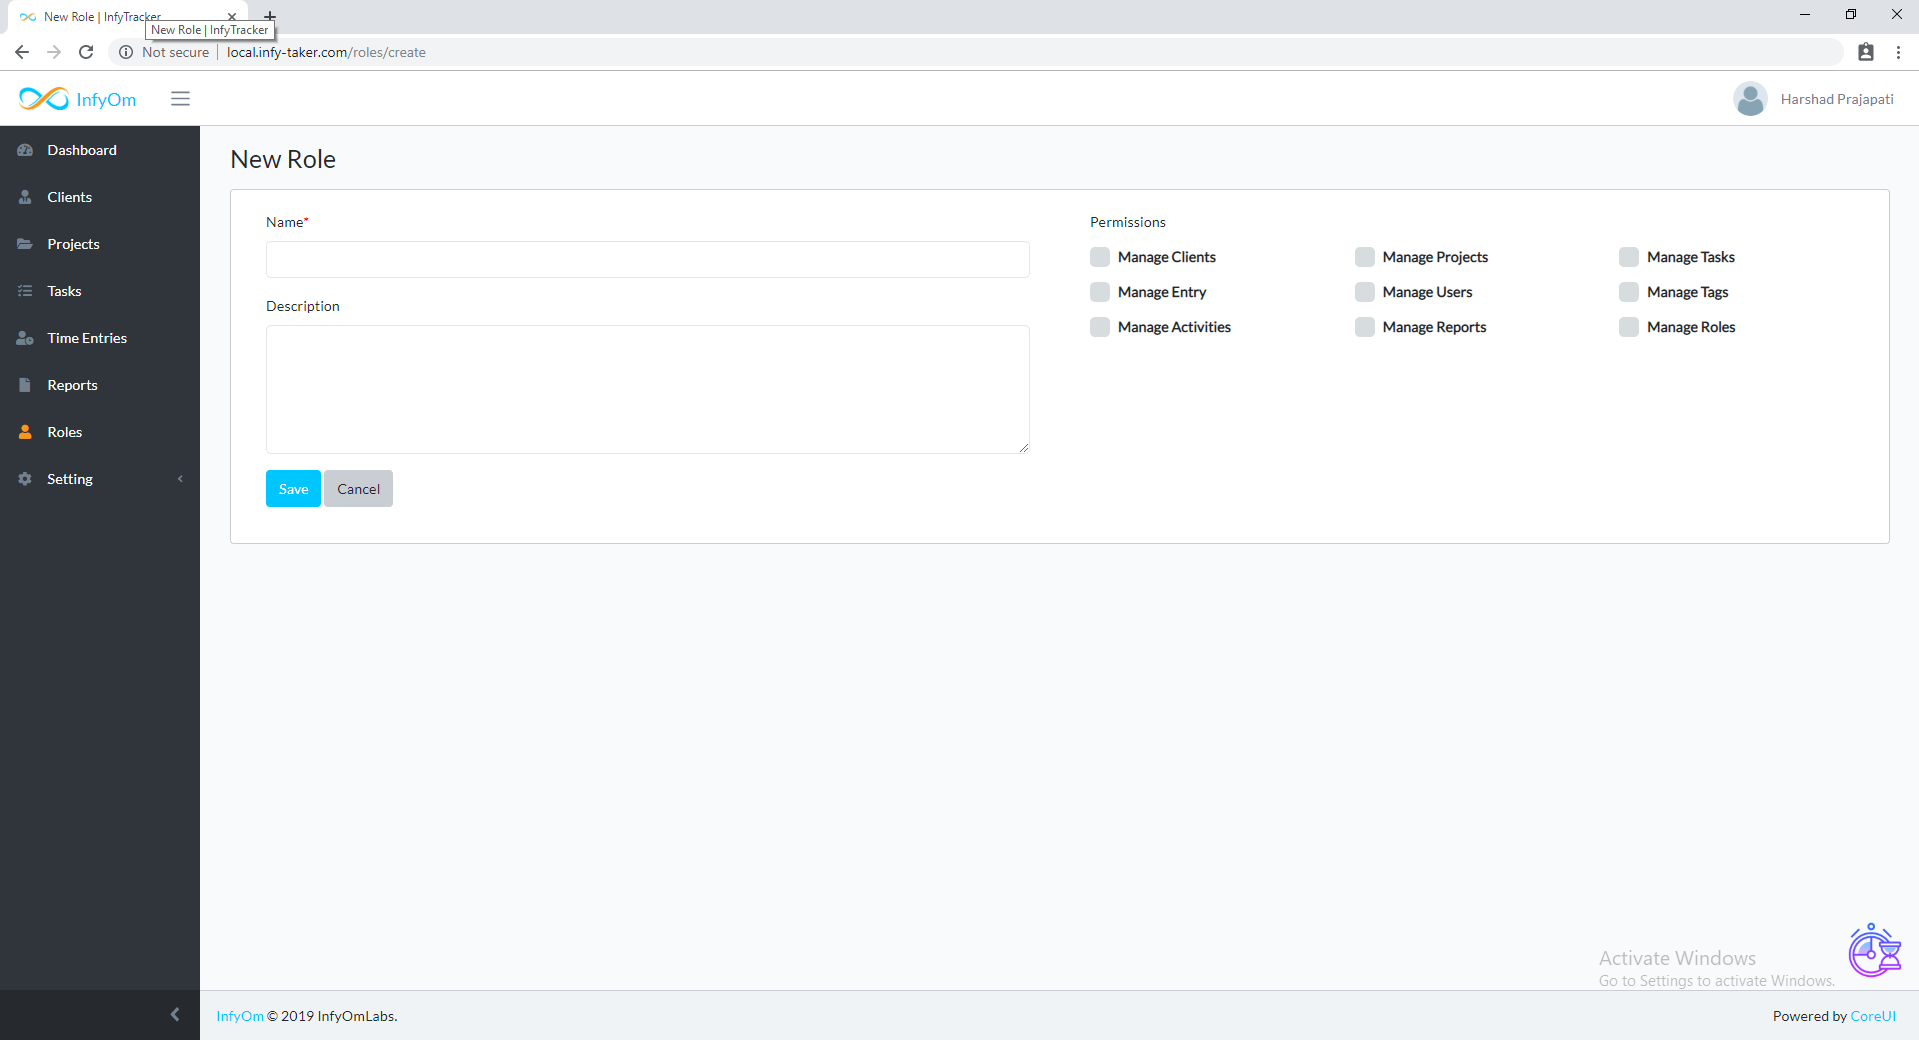 New Role | InfyTracker
New Role | InfyTracker
Not secure | local.infy-taker.com/roles/create
InfyOm
Harshad Prajapati
Dashboard
Clients
Projects
Tasks
Time Entries
Reports
Roles
Setting
New Role
Name*
Description
Save
Cancel
Permissions
Manage Clients Manage Projects Manage Tasks
Manage Entry Manage Users Manage Tags
Manage Activities Manage Reports Manage Roles
Activate Windows
Go to Settings to activate Windows.
InfyOm © 2019 InfyOmLabs.
Powered by CoreUI